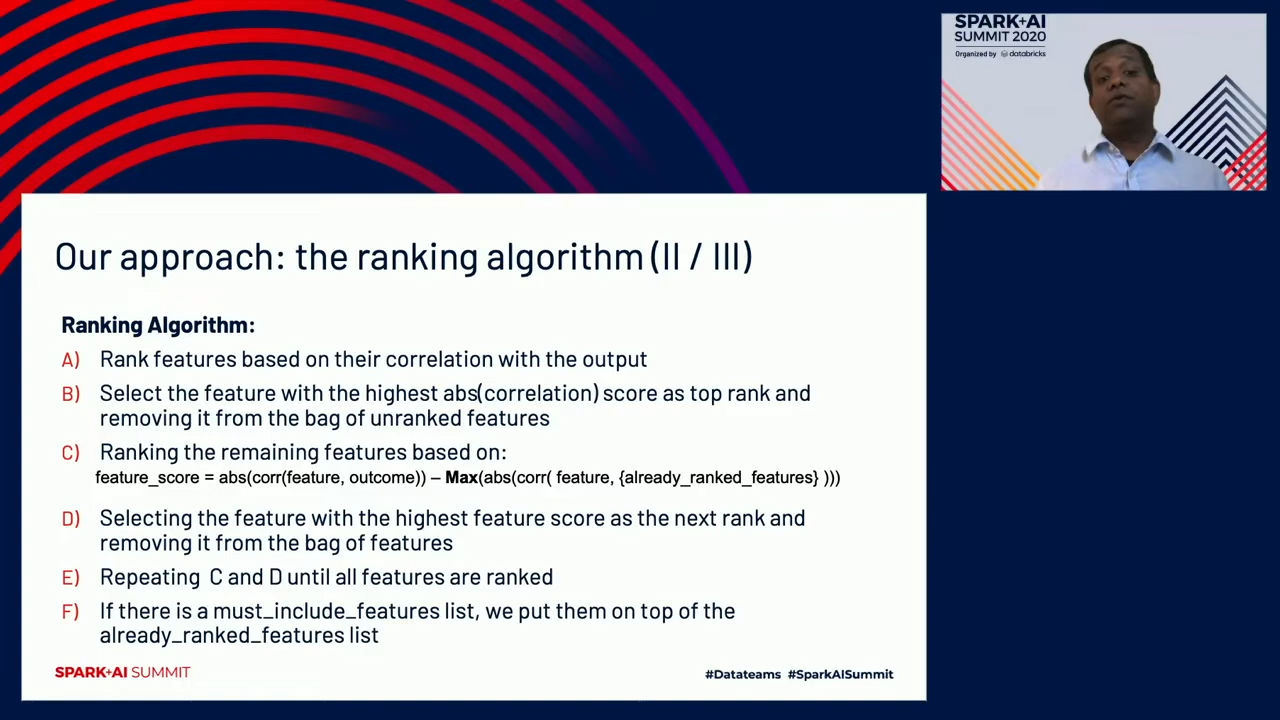 SPARK+AI
SUMMIT 2020
Organized by databricks
Our approach: the ranking algorithm (II / III)
Ranking Algorithm:
A) Rank features based on their correlation with the output
B) Select the feature with the highest abs(correlation) score as top rank and
removing it from the bag of unranked features
C) Ranking the remaining features based on:
feature_score = abs(corr(feature, outcome)) – Max(abs(corr( feature, {already_ranked_features} )))
D) Selecting the feature with the highest feature score as the next rank and
removing it from the bag of features
E) Repeating C and D until all features are ranked
F) If there is a must_include_features list, we put them on top of the
already_ranked_features list
SPARK+AI SUMMIT
#Datateams #SparkAISummit